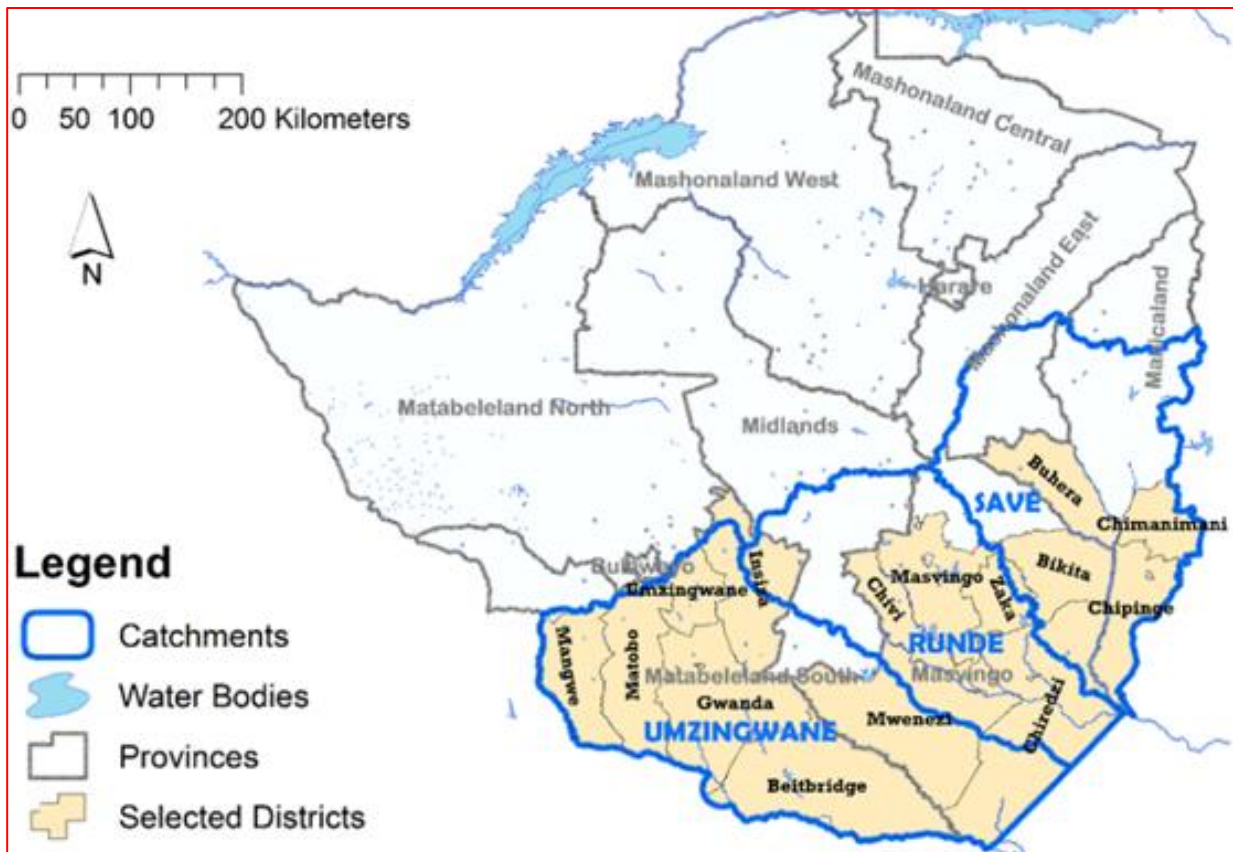 0 50 100 200 Kilometers
N
Mashonaland Central
Mashonaland West
Mashonaland East
Harare
Manicaland
Matabeleland North
Midlands
Buhera
SAVE
Chimanimani
Bulawayo
Umzingwane
Insiza
Masvingo
Chivi
Zaka
Bikita
Chipinge
RUNDE
Mangwe
Matobo
Matabeleland South
Masvingo
Gwanda
Mwenezi
Chiredzi
UMZINGWANE
Beitbridge
Legend
Catchments
Water Bodies
Provinces
Selected Districts